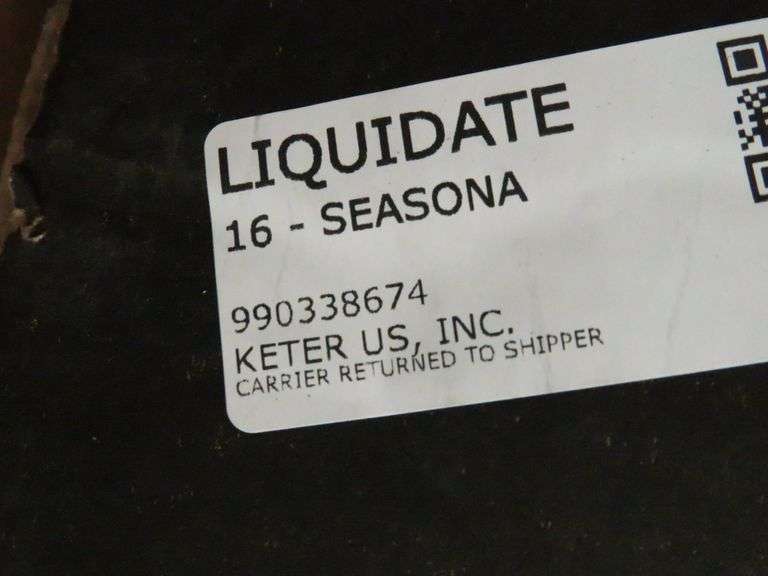 LIQUIDATE
16 - SEASONA
990338674
KETER US, INC.
CARRIER RETURNED TO SHIPPER